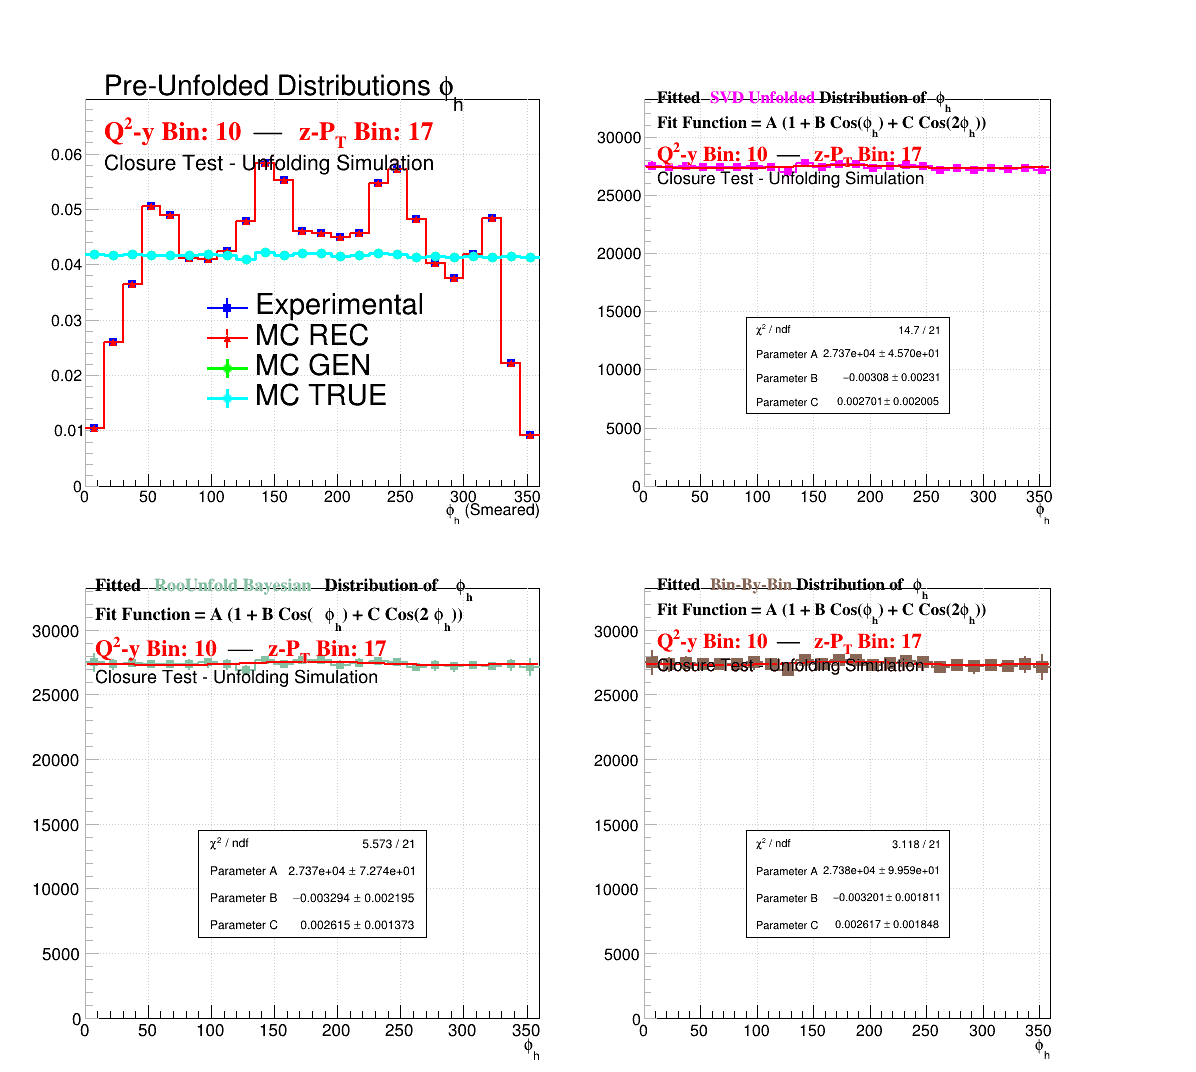 Pre-Unfolded Distributions ϕh
Q²-y Bin: 10 — z-PT Bin: 17
Closure Test - Unfolding Simulation
0.06
0.05
0.04
0.03
0.02
0.01
0
Experimental
MC REC
MC GEN
MC TRUE
0 50 100 150 200 250 300 350
ϕh (Smeared)
Fitted SVD Unfolded Distribution of ϕh
Fit Function = A (1 + B Cos(ϕh) + C Cos(2ϕh))
Q²-y Bin: 10 — z-PT Bin: 17
Closure Test - Unfolding Simulation
30000
25000
20000
15000
10000
5000
0
χ² / ndf 14.7 / 21
Parameter A 2.737e+04 ± 4.570e+01
Parameter B −0.00308 ± 0.00231
Parameter C 0.002701 ± 0.002005
0 50 100 150 200 250 300 350
ϕh
Fitted RooUnfold Bayesian Distribution of ϕh
Fit Function = A (1 + B Cos( ϕh) + C Cos(2 ϕh))
Q²-y Bin: 10 — z-PT Bin: 17
Closure Test - Unfolding Simulation
30000
25000
20000
15000
10000
5000
0
χ² / ndf 5.573 / 21
Parameter A 2.737e+04 ± 7.274e+01
Parameter B −0.003294 ± 0.002195
Parameter C 0.002615 ± 0.001373
0 50 100 150 200 250 300 350
ϕh
Fitted Bin-By-Bin Distribution of ϕh
Fit Function = A (1 + B Cos(ϕh) + C Cos(2ϕh))
Q²-y Bin: 10 — z-PT Bin: 17
Closure Test - Unfolding Simulation
30000
25000
20000
15000
10000
5000
0
χ² / ndf 3.118 / 21
Parameter A 2.738e+04 ± 9.959e+01
Parameter B −0.003201 ± 0.001811
Parameter C 0.002617 ± 0.001848
0 50 100 150 200 250 300 350
ϕh